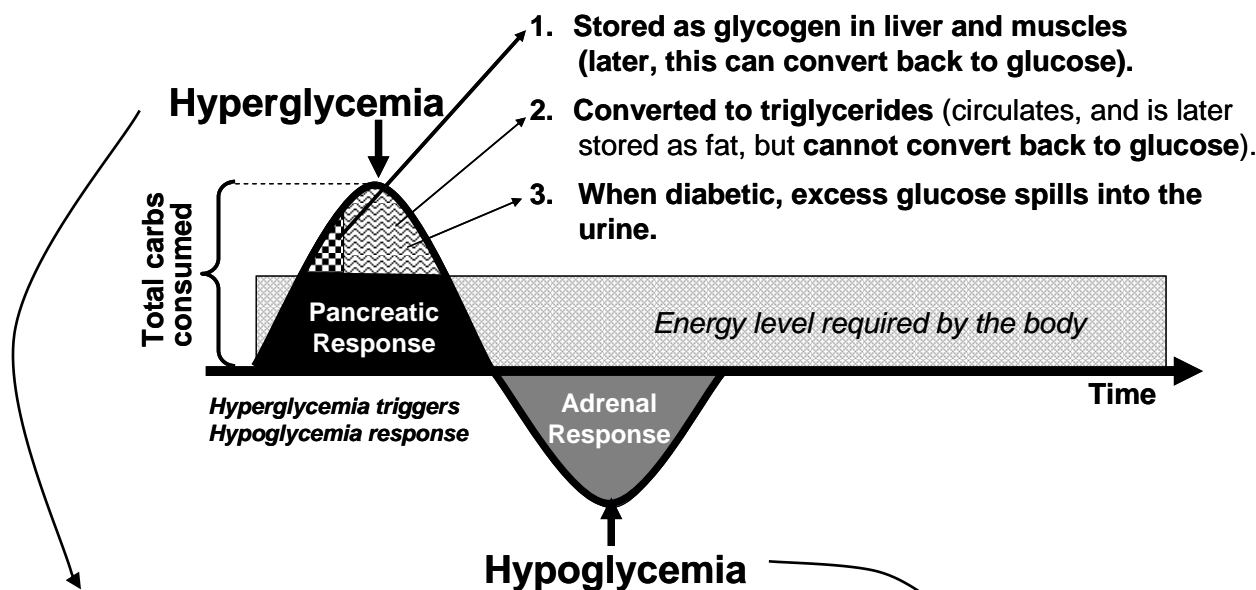 1. Stored as glycogen in liver and muscles
(later, this can convert back to glucose).
Hyperglycemia
2. Converted to triglycerides (circulates, and is later
stored as fat, but cannot convert back to glucose).
3. When diabetic, excess glucose spills into the
urine.
Total carbs
consumed
Pancreatic
Response
Energy level required by the body
Time
Hyperglycemia triggers
Hypoglycemia response
Adrenal
Response
Hypoglycemia